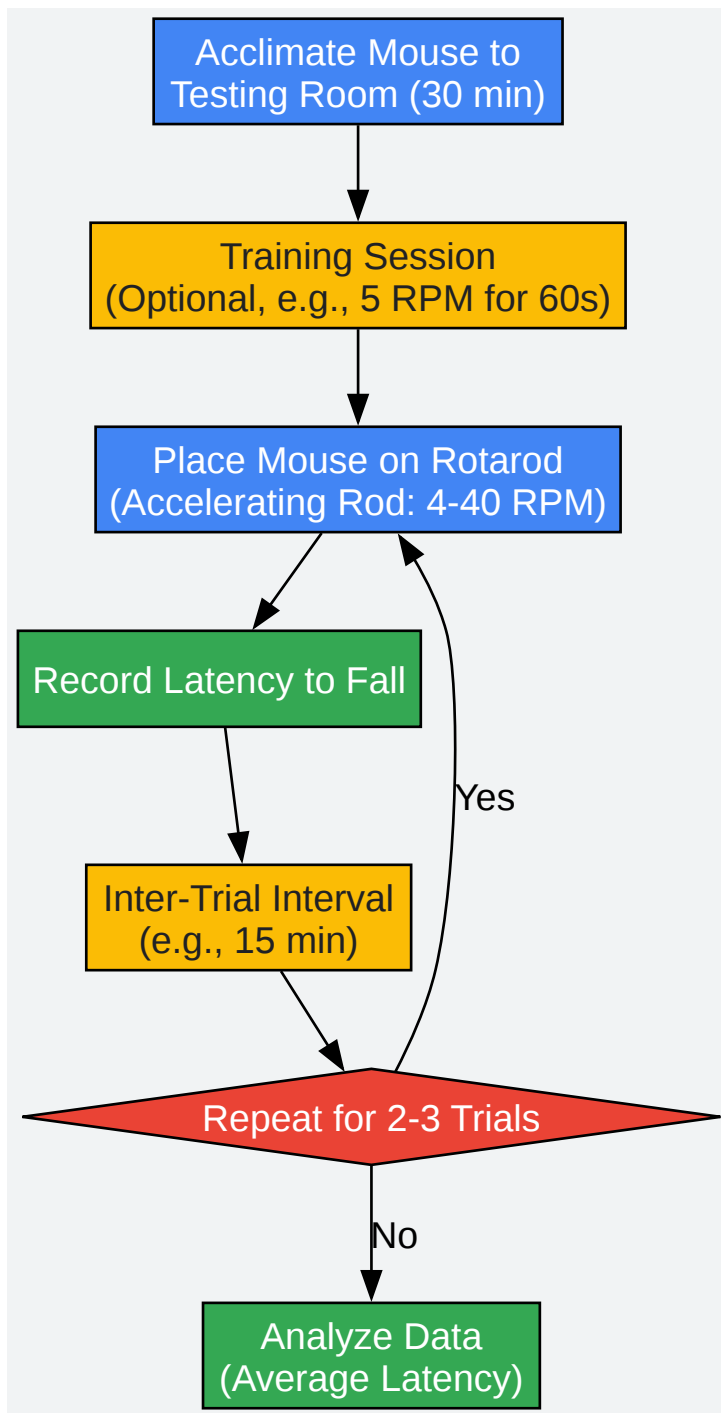 Acclimate Mouse to
Testing Room (30 min)
Training Session
(Optional, e.g., 5 RPM for 60s)
Place Mouse on Rotarod
(Accelerating Rod: 4-40 RPM)
Record Latency to Fall
Yes
Inter-Trial Interval
(e.g., 15 min)
Repeat for 2-3 Trials
No
Analyze Data
(Average Latency)